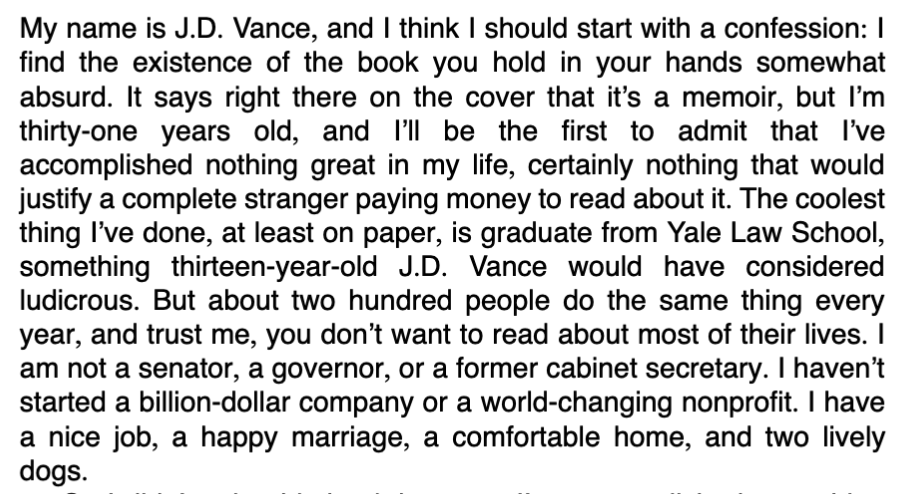 My name is J.D. Vance, and I think I should start with a confession: I
find the existence of the book you hold in your hands somewhat
absurd. It says right there on the cover that it’s a memoir, but I’m
thirty-one years old, and I’ll be the first to admit that I’ve
accomplished nothing great in my life, certainly nothing that would
justify a complete stranger paying money to read about it. The coolest
thing I’ve done, at least on paper, is graduate from Yale Law School,
something thirteen-year-old J.D. Vance would have considered
ludicrous. But about two hundred people do the same thing every
year, and trust me, you don’t want to read about most of their lives. I
am not a senator, a governor, or a former cabinet secretary. I haven’t
started a billion-dollar company or a world-changing nonprofit. I have
a nice job, a happy marriage, a comfortable home, and two lively
dogs.